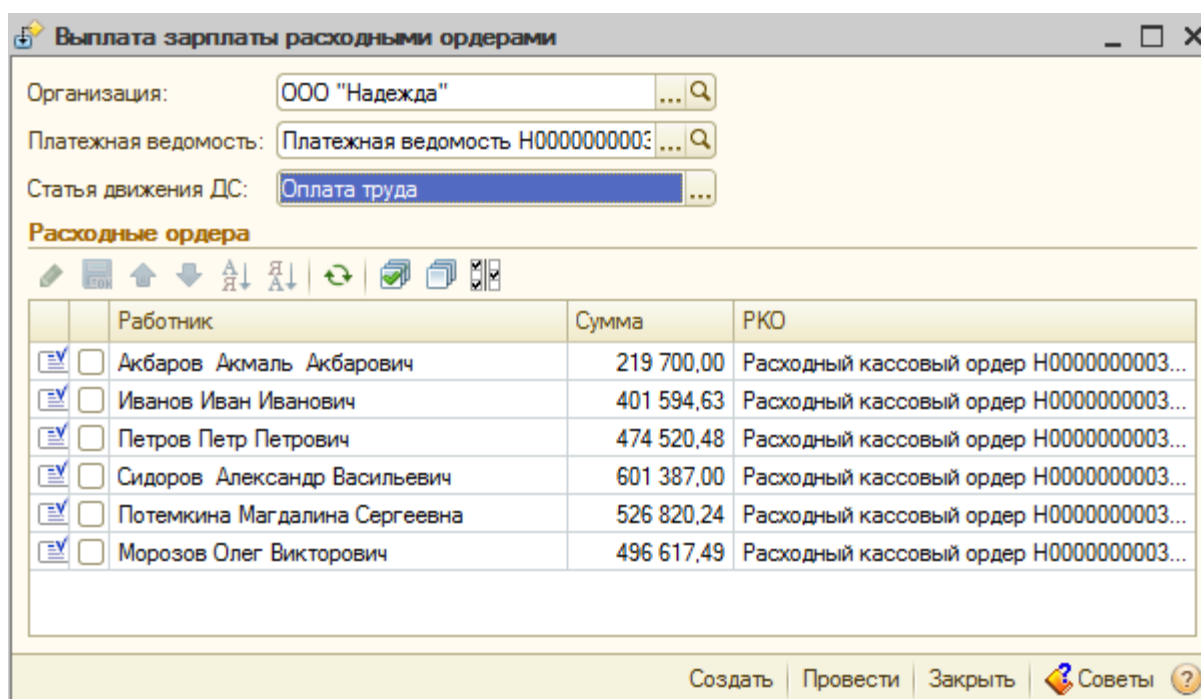 Выплата зарплаты расходными ордерами
Организация: ООО "Надежда" ...
Платежная ведомость: Платежная ведомость Н0000000003 ...
Статья движения ДС: Оплата труда ...
Расходные ордера
Работник Сумма РКО
Акбаров Акмаль Акбарович 219 700,00 Расходный кассовый ордер Н0000000003...
Иванов Иван Иванович 401 594,63 Расходный кассовый ордер Н0000000003...
Петров Петр Петрович 474 520,48 Расходный кассовый ордер Н0000000003...
Сидоров Александр Васильевич 601 387,00 Расходный кассовый ордер Н0000000003...
Потемкина Магдалина Сергеевна 526 820,24 Расходный кассовый ордер Н0000000003...
Морозов Олег Викторович 496 617,49 Расходный кассовый ордер Н0000000003...
Создать Провести Закрыть Советы ?